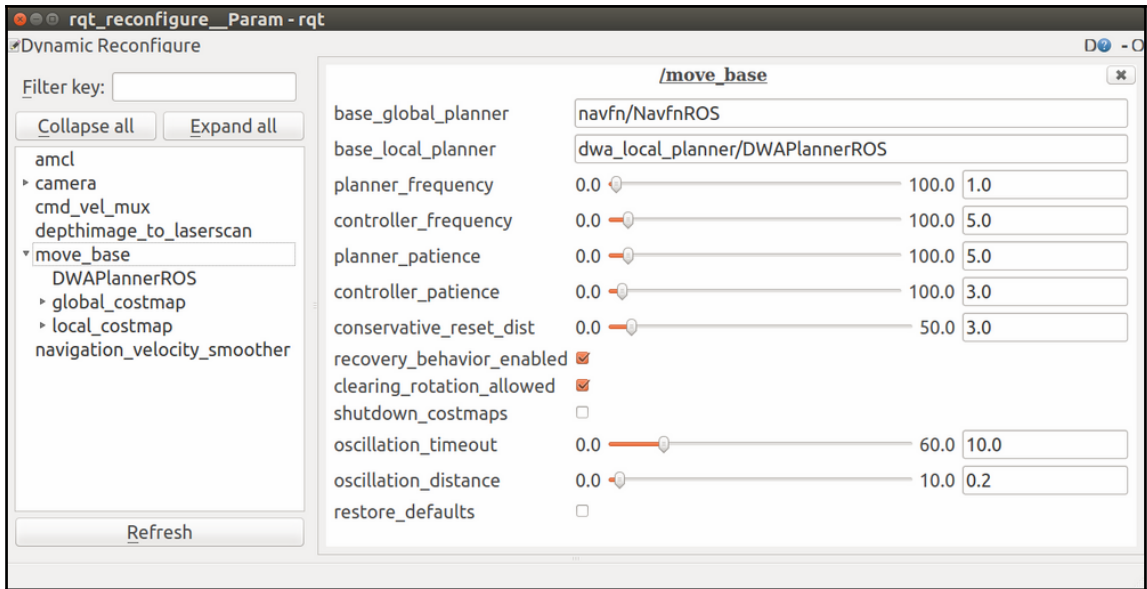 rqt_reconfigure__Param - rqt
Dynamic Reconfigure D - O
Filter key:
Collapse all Expand all
amcl
camera
cmd_vel_mux
depthimage_to_laserscan
move_base
DWAPlannerROS
global_costmap
local_costmap
navigation_velocity_smoother
Refresh
/move_base
base_global_planner navfn/NavfnROS
base_local_planner dwa_local_planner/DWAPlannerROS
planner_frequency 0.0 100.0 1.0
controller_frequency 0.0 100.0 5.0
planner_patience 0.0 100.0 5.0
controller_patience 0.0 100.0 3.0
conservative_reset_dist 0.0 50.0 3.0
recovery_behavior_enabled
clearing_rotation_allowed
shutdown_costmaps
oscillation_timeout 0.0 60.0 10.0
oscillation_distance 0.0 10.0 0.2
restore_defaults